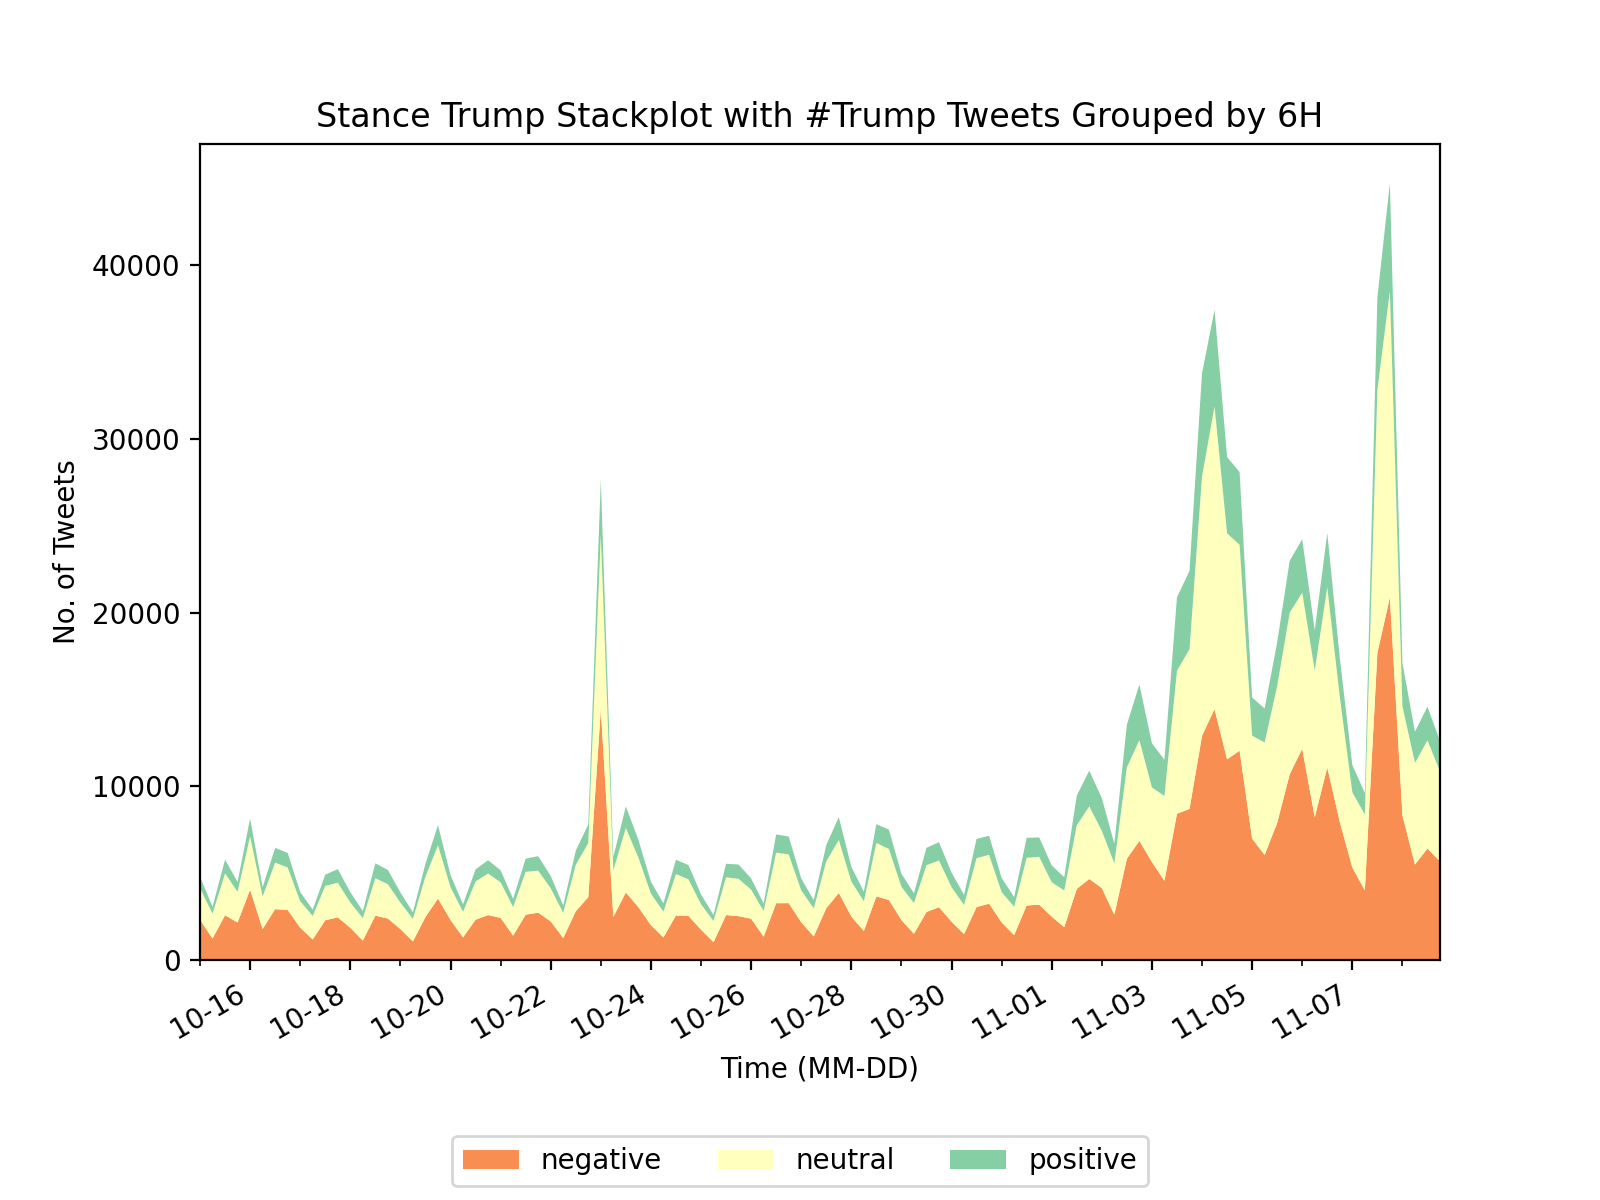 Stance Trump Stackplot with #Trump Tweets Grouped by 6H
No. of Tweets
40000
30000
20000
10000
0
10-16 10-18 10-20 10-22 10-24 10-26 10-28 10-30 11-01 11-03 11-05 11-07
Time (MM-DD)
negative neutral positive